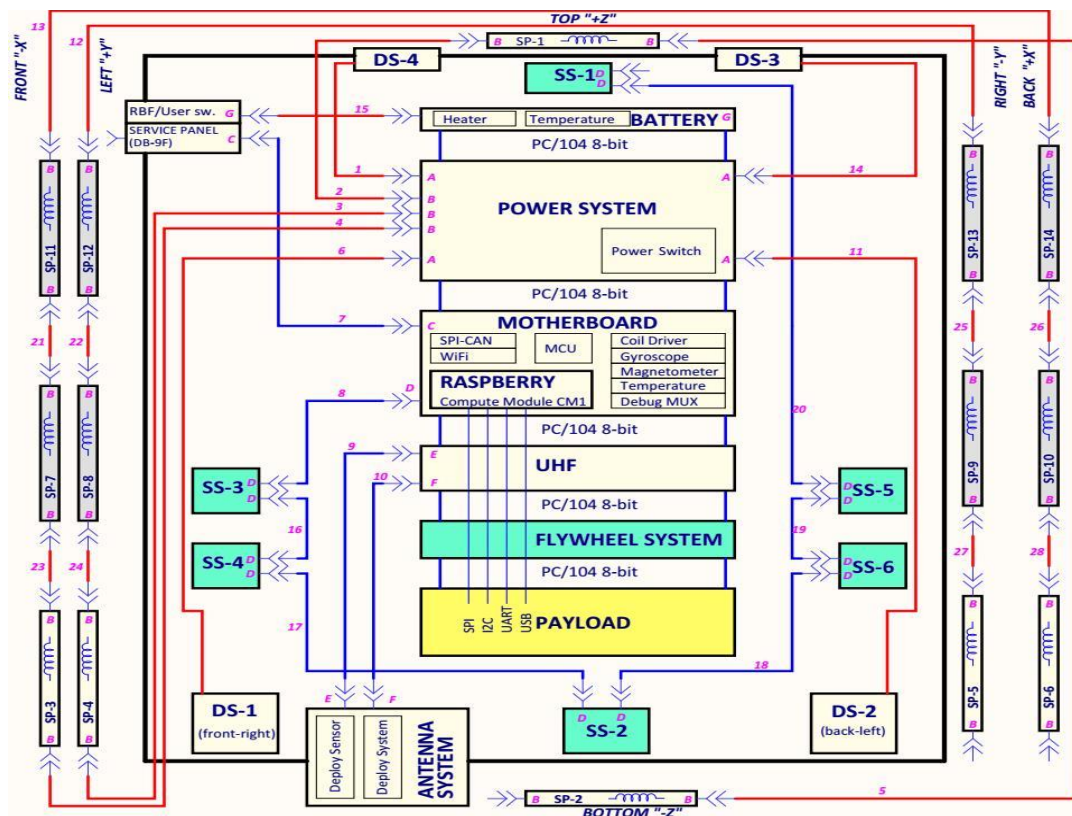 13
12
TOP "+Z"
FRONT "-X"
LEFT "+Y"
RIGHT "-Y"
BACK "+X"
B SP-1 B
DS-4
DS-3
SS-1 D
D
RBF/User sw. G
SERVICE PANEL C
(DB-9F)
15
Heater
Temperature
BATTERY G
PC/104 8-bit
1
2
3
4
6
A
B
B
B
A
POWER SYSTEM
Power Switch
A
A
14
11
PC/104 8-bit
B
SP-11
B
B
SP-12
B
B
SP-13
B
B
SP-14
B
7
C
MOTHERBOARD
SPI-CAN
WiFi
MCU
Coil Driver
Gyroscope
Magnetometer
Temperature
Debug MUX
RASPBERRY
Compute Module CM1
8
D
20
21
22
25
26
PC/104 8-bit
9
10
E
F
UHF
B
SP-7
B
B
SP-8
B
B
SP-9
B
B
SP-10
B
SS-3 D
D
D SS-5
D
PC/104 8-bit
16
19
FLYWHEEL SYSTEM
SS-4 D
D
D SS-6
D
PC/104 8-bit
23
24
27
28
SPI
I2C
UART
USB
PAYLOAD
17
18
B
SP-3
B
B
SP-4
B
B
SP-5
B
B
SP-6
B
DS-1
(front-right)
E
F
Deploy Sensor
Deploy System
ANTENNA
SYSTEM
D D
SS-2
DS-2
(back-left)
5
B SP-2 B
BOTTOM "-Z"